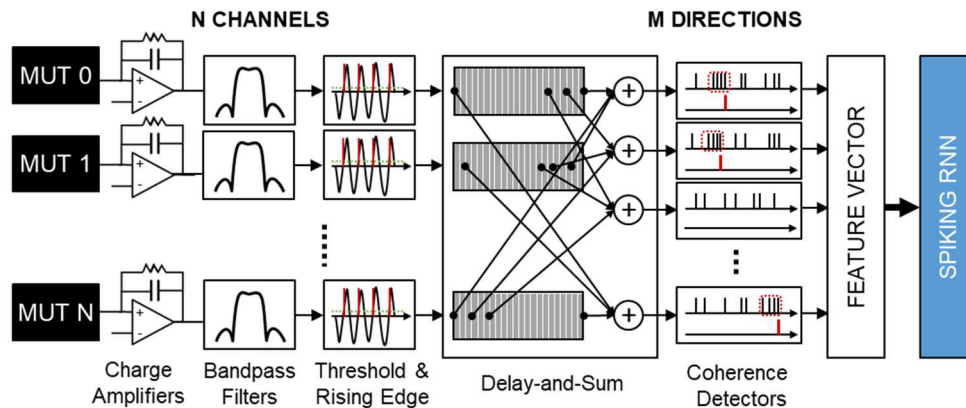 N CHANNELS
M DIRECTIONS
MUT 0
MUT 1
MUT N
Charge
Amplifiers
Bandpass
Filters
Threshold &
Rising Edge
Delay-and-Sum
Coherence
Detectors
FEATURE VECTOR
SPIKING RNN